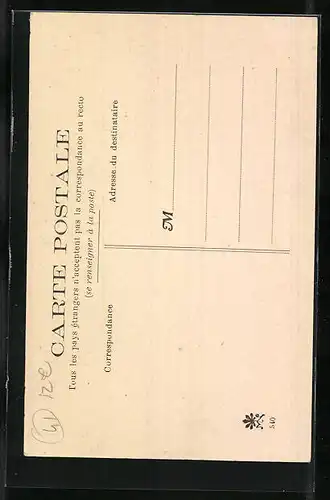 CARTE POSTALE
Tous les pays étrangers n'acceptent pas la correspondance au recto
(se renseigner à la poste)
Correspondance
Adresse du destinataire
M
540
12€